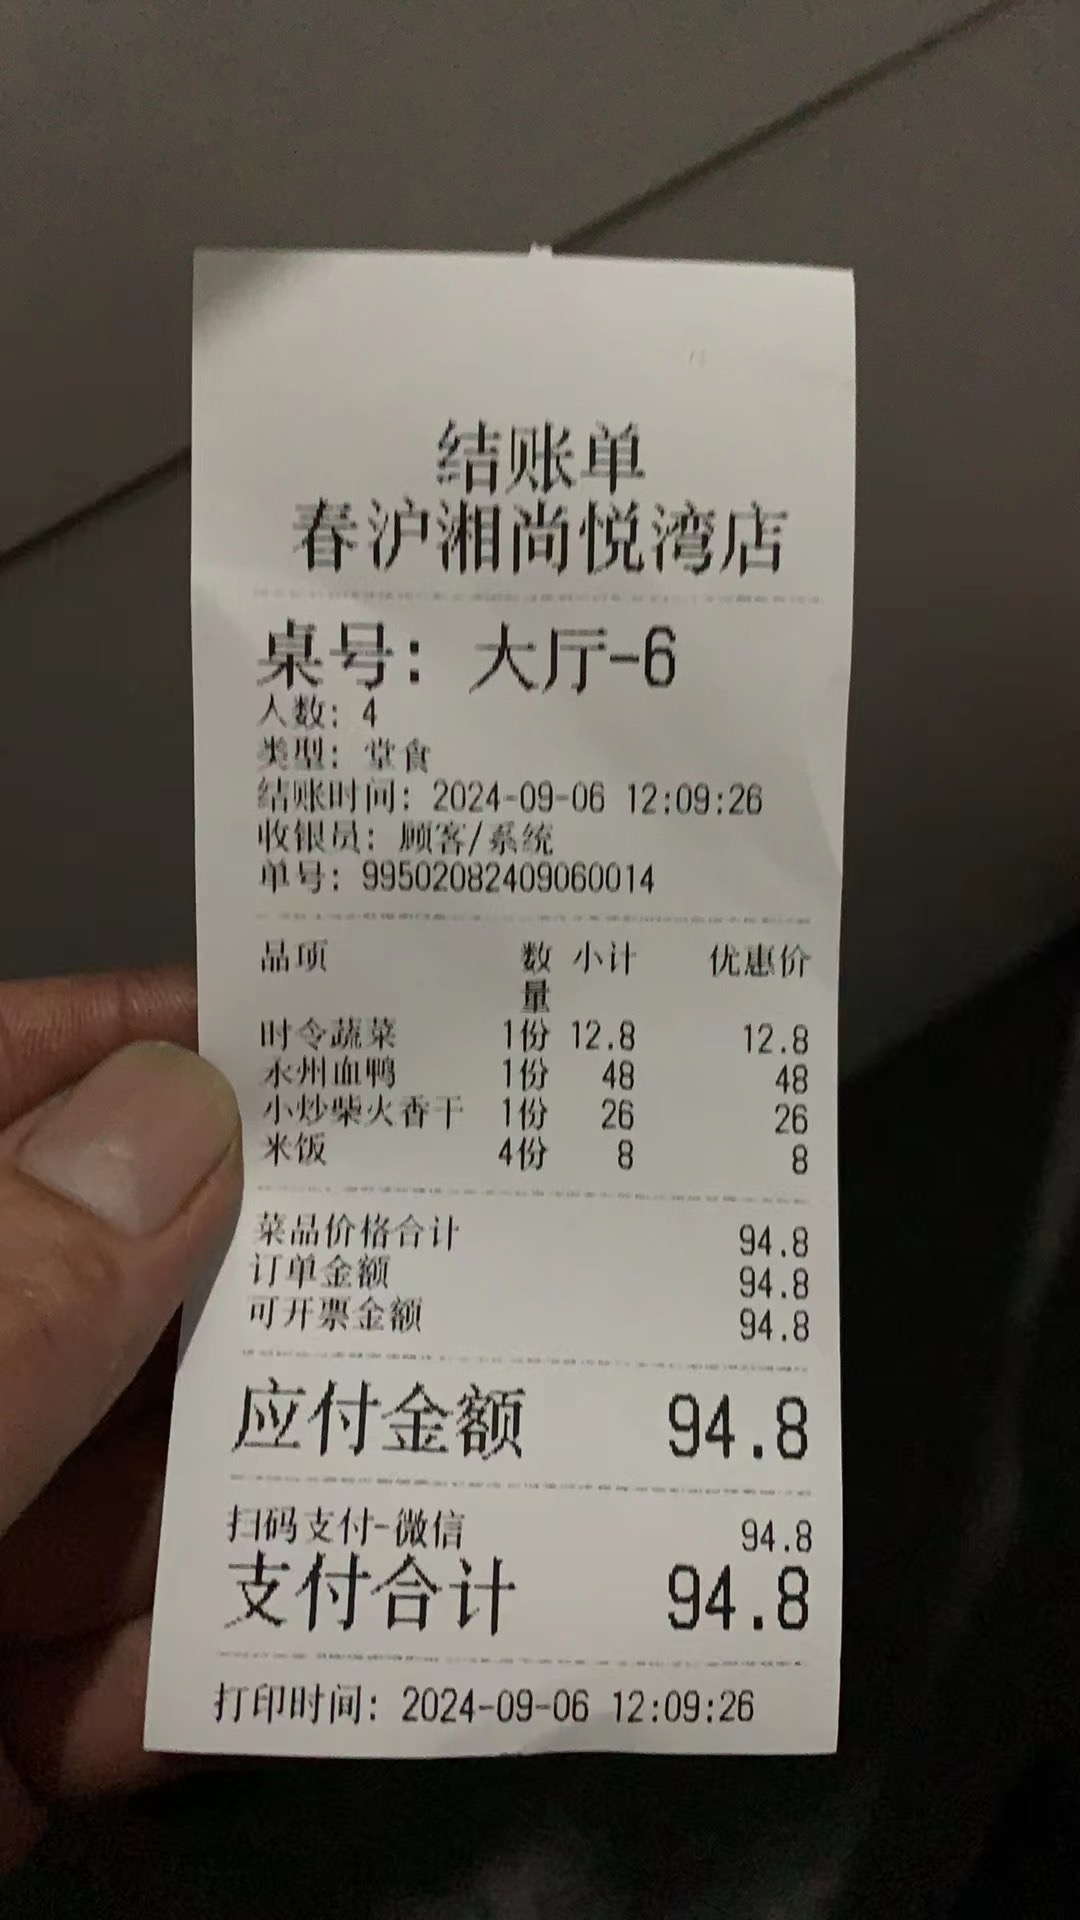 结账单
春沪湘尚悦湾店
桌号： 大厅-6
人数：4
类型：堂食
结账时间：2024-09-06 12:09:26
收银员：顾客/系统
单号：99502082409060014
品项 数量 小计 优惠价
时令蔬菜 1份 12.8 12.8
永州血鸭 1份 48 48
小炒柴火香干 1份 26 26
米饭 4份 8 8
菜品价格合计 94.8
订单金额 94.8
可开票金额 94.8
应付金额 94.8
扫码支付-微信 94.8
支付合计 94.8
打印时间：2024-09-06 12:09:26